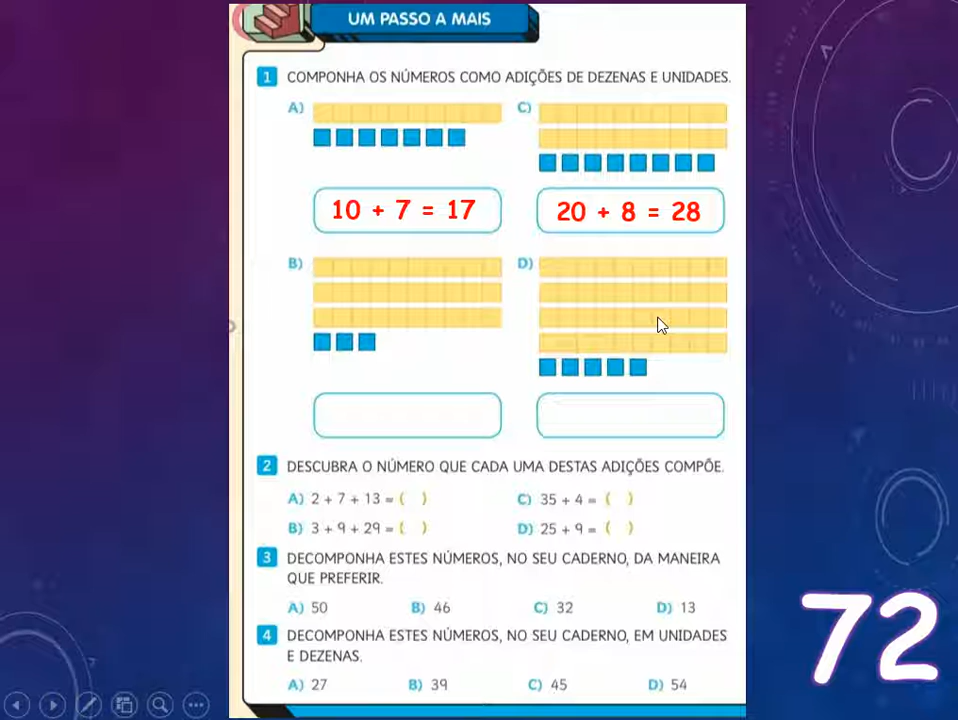 UM PASSO A MAIS
1 COMPONHA OS NÚMEROS COMO ADIÇÕES DE DEZENAS E UNIDADES.
A)
C)
10 + 7 = 17
20 + 8 = 28
B)
D)
2 DESCUBRA O NÚMERO QUE CADA UMA DESTAS ADIÇÕES COMPÕE.
A) 2 + 7 + 13 = ( )
C) 35 + 4 = ( )
B) 3 + 9 + 29 = ( )
D) 25 + 9 = ( )
3 DECOMPONHA ESTES NÚMEROS, NO SEU CADERNO, DA MANEIRA
QUE PREFERIR.
A) 50 B) 46 C) 32 D) 13
4 DECOMPONHA ESTES NÚMEROS, NO SEU CADERNO, EM UNIDADES
E DEZENAS.
A) 27 B) 39 C) 45 D) 54
72